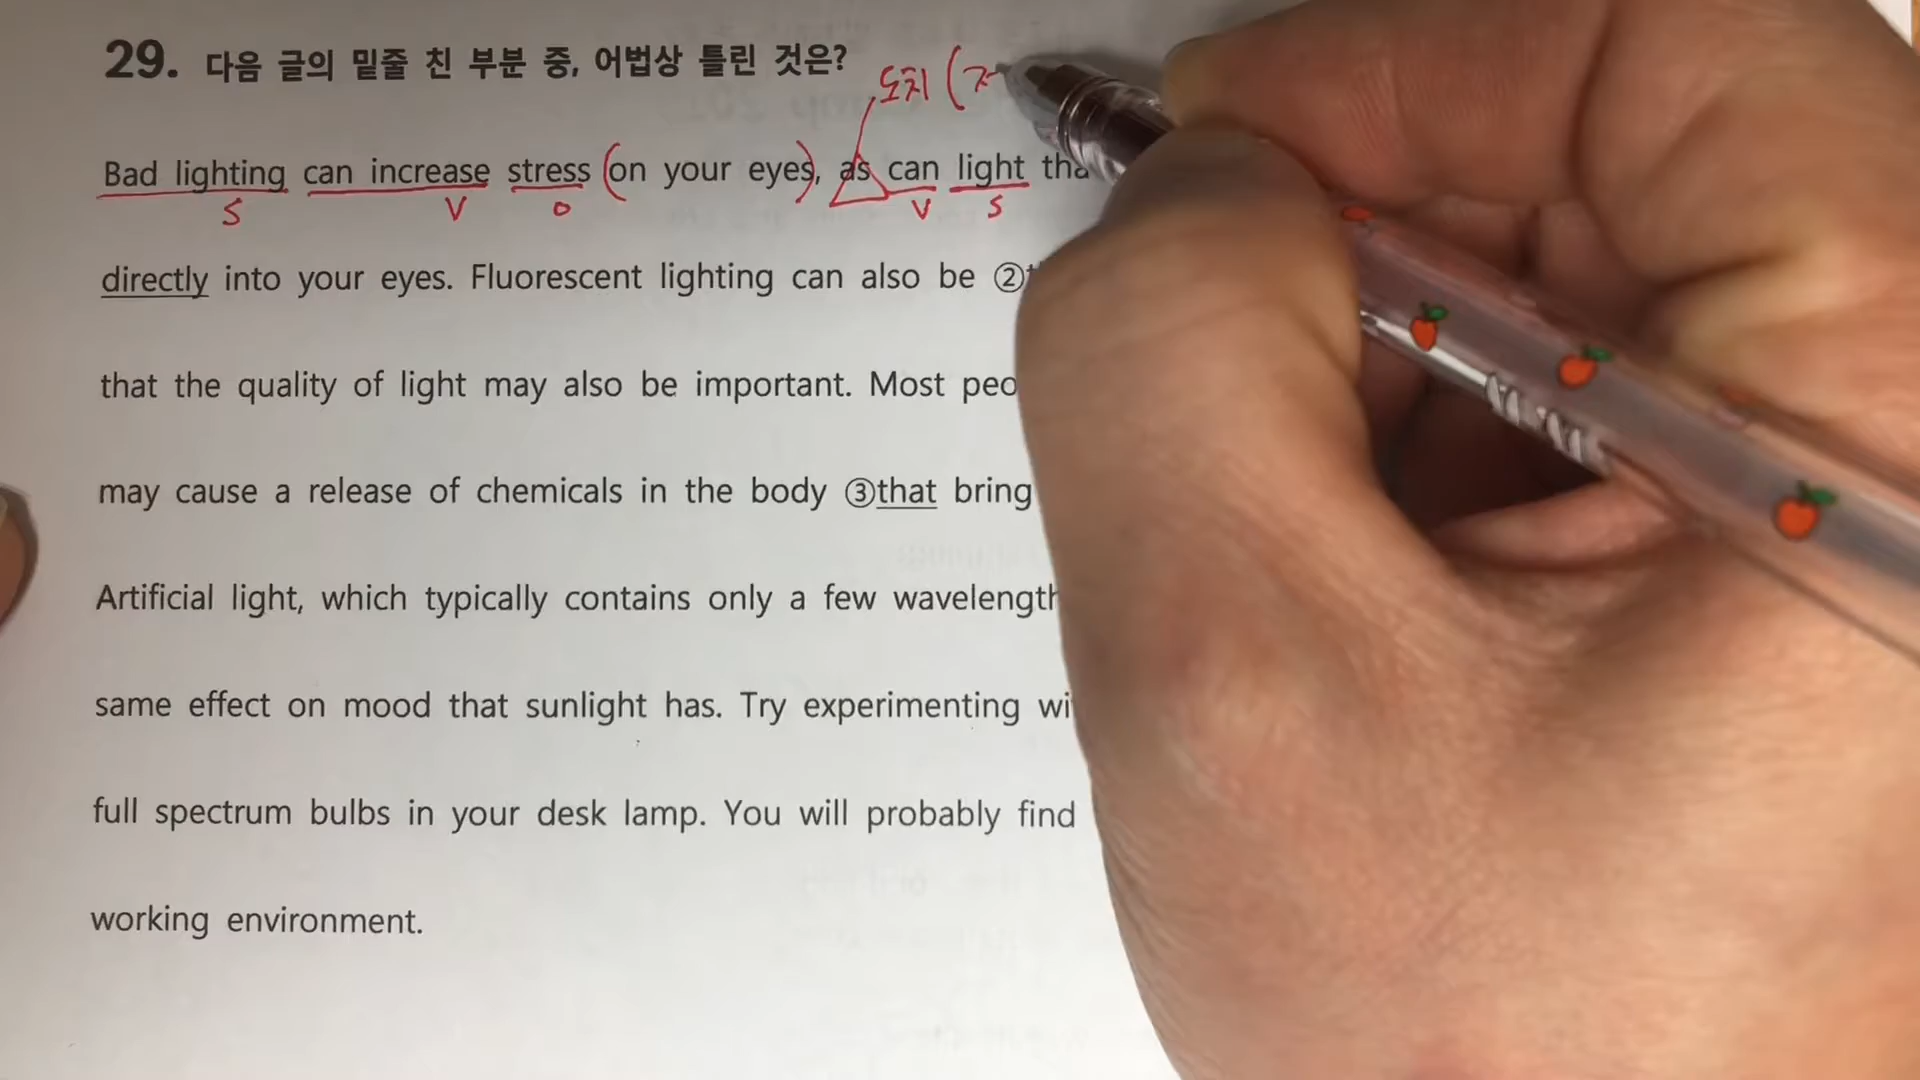 29. 다음 글의 밑줄 친 부분 중, 어법상 틀린 것은?
도치 (
Bad lighting can increase stress (on your eyes), as can light
S V O V S
directly into your eyes. Fluorescent lighting can also be ②
that the quality of light may also be important. Most
may cause a release of chemicals in the body ③that bring
Artificial light, which typically contains only a few
same effect on mood that sunlight has. Try experimenting
full spectrum bulbs in your desk lamp. You will probably find
working environment.